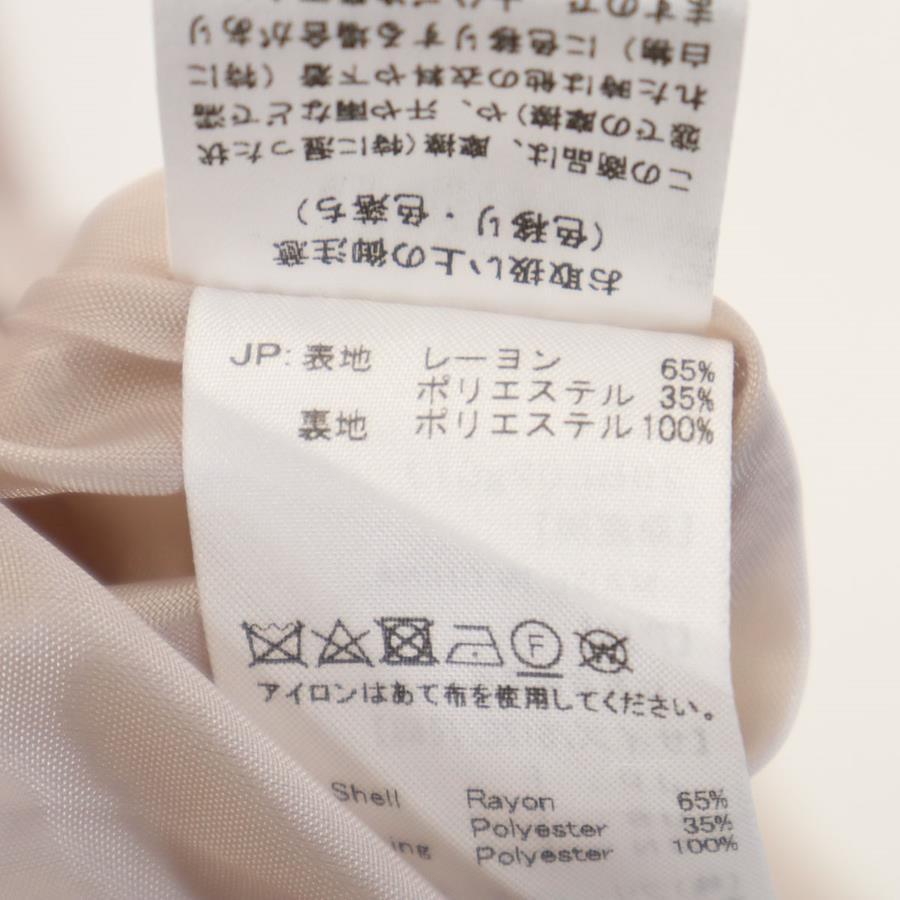 お取扱い上の御注意
(色移り・色落ち)
この商品は、摩擦(特に湿った状
態での摩擦)や、汗や雨などで濡
れた時は他の衣料や下着(特に
白物)に色移りする場合があり
ますので
JP: 表地 レーヨン 65%
ポリエステル 35%
裏地 ポリエステル 100%
F
W
アイロンはあて布を使用してください。
Shell Rayon 65%
Polyester 35%
Polyester 100%